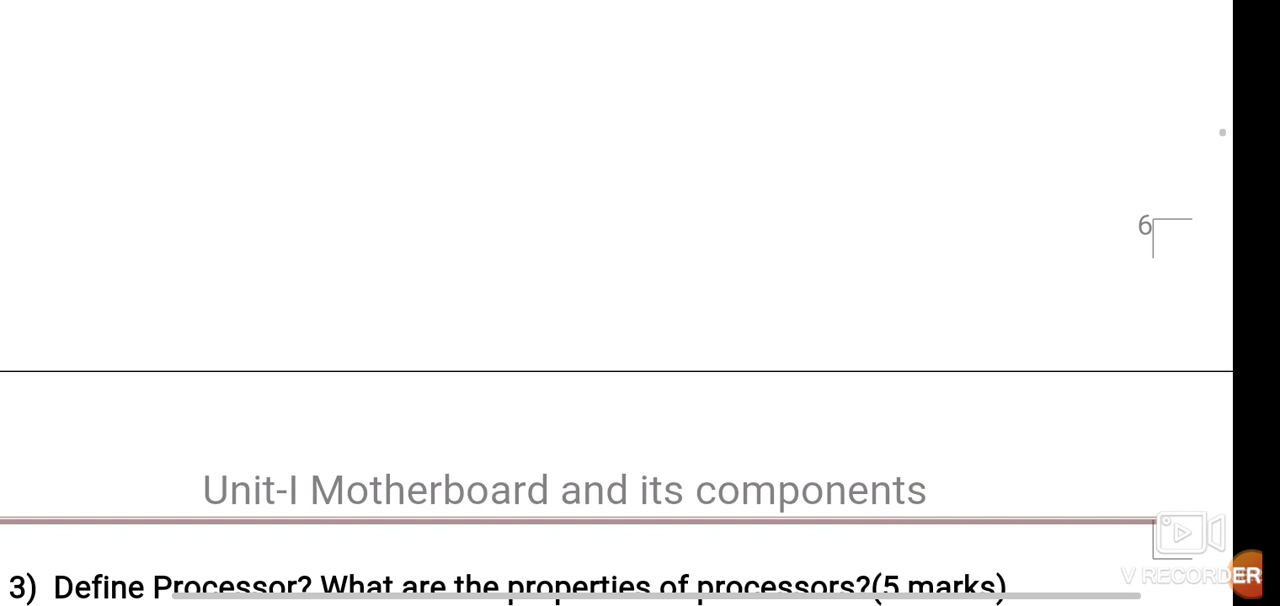 6
Unit-I Motherboard and its components
3) Define Processor? What are the properties of processors?(5 marks)
V RECORDER